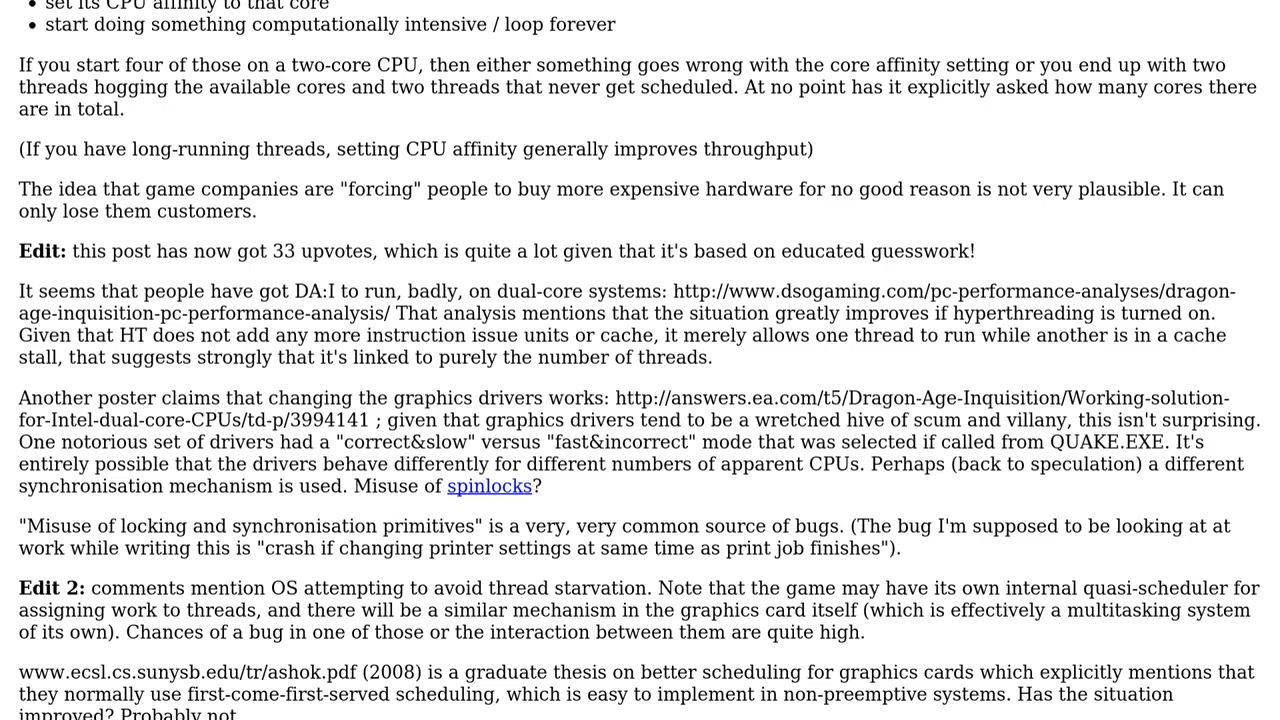 set its CPU affinity to that core
start doing something computationally intensive / loop forever
If you start four of those on a two-core CPU, then either something goes wrong with the core affinity setting or you end up with two
threads hogging the available cores and two threads that never get scheduled. At no point has it explicitly asked how many cores there
are in total.
(If you have long-running threads, setting CPU affinity generally improves throughput)
The idea that game companies are "forcing" people to buy more expensive hardware for no good reason is not very plausible. It can
only lose them customers.
Edit: this post has now got 33 upvotes, which is quite a lot given that it's based on educated guesswork!
It seems that people have got DA:I to run, badly, on dual-core systems: http://www.dsogaming.com/pc-performance-analyses/dragon-
age-inquisition-pc-performance-analysis/ That analysis mentions that the situation greatly improves if hyperthreading is turned on.
Given that HT does not add any more instruction issue units or cache, it merely allows one thread to run while another is in a cache
stall, that suggests strongly that it's linked to purely the number of threads.
Another poster claims that changing the graphics drivers works: http://answers.ea.com/t5/Dragon-Age-Inquisition/Working-solution-
for-Intel-dual-core-CPUs/td-p/3994141 ; given that graphics drivers tend to be a wretched hive of scum and villany, this isn't surprising.
One notorious set of drivers had a "correct&slow" versus "fast&incorrect" mode that was selected if called from QUAKE.EXE. It's
entirely possible that the drivers behave differently for different numbers of apparent CPUs. Perhaps (back to speculation) a different
synchronisation mechanism is used. Misuse of spinlocks?
"Misuse of locking and synchronisation primitives" is a very, very common source of bugs. (The bug I'm supposed to be looking at at
work while writing this is "crash if changing printer settings at same time as print job finishes").
Edit 2: comments mention OS attempting to avoid thread starvation. Note that the game may have its own internal quasi-scheduler for
assigning work to threads, and there will be a similar mechanism in the graphics card itself (which is effectively a multitasking system
of its own). Chances of a bug in one of those or the interaction between them are quite high.
www.ecsl.cs.sunysb.edu/tr/ashok.pdf (2008) is a graduate thesis on better scheduling for graphics cards which explicitly mentions that
they normally use first-come-first-served scheduling, which is easy to implement in non-preemptive systems. Has the situation
improved? Probably not.